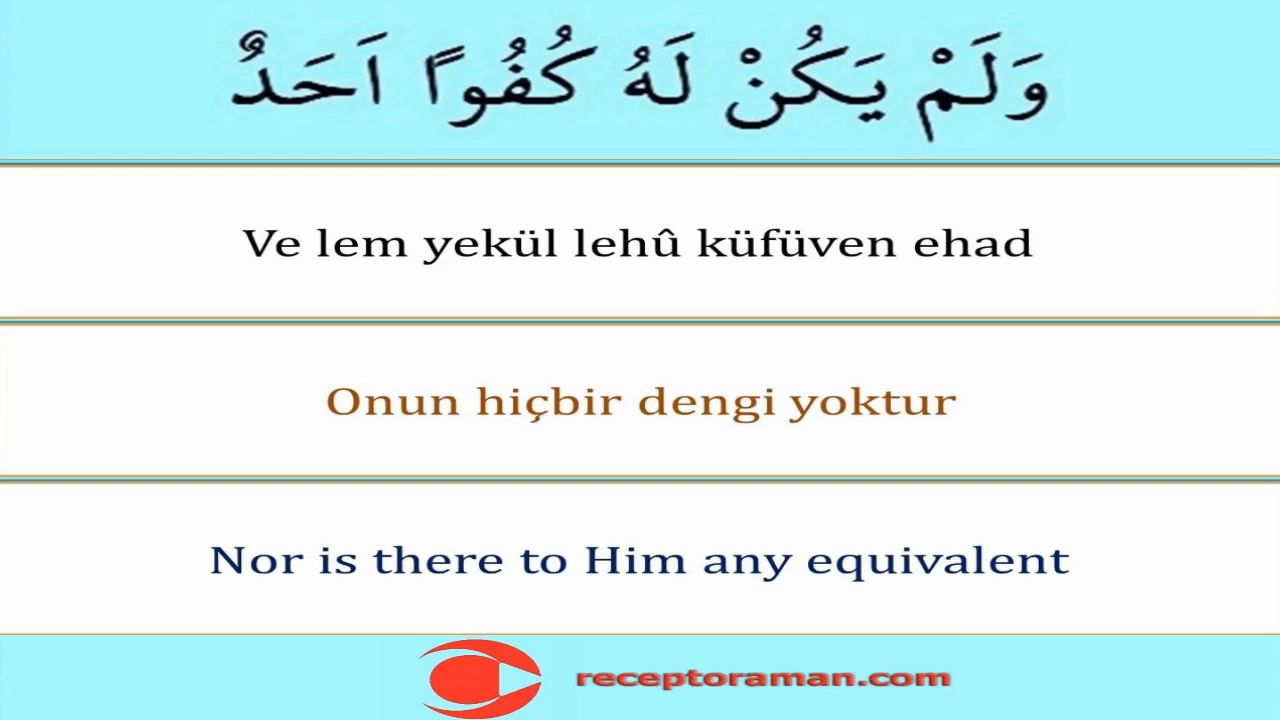 وَلَمْ يَكُنْ لَهُ كُفُوًا اَحَدٌ
Ve lem yekül lehû küfüven ehad
Onun hiçbir dengi yoktur
Nor is there to Him any equivalent
receptoraman.com